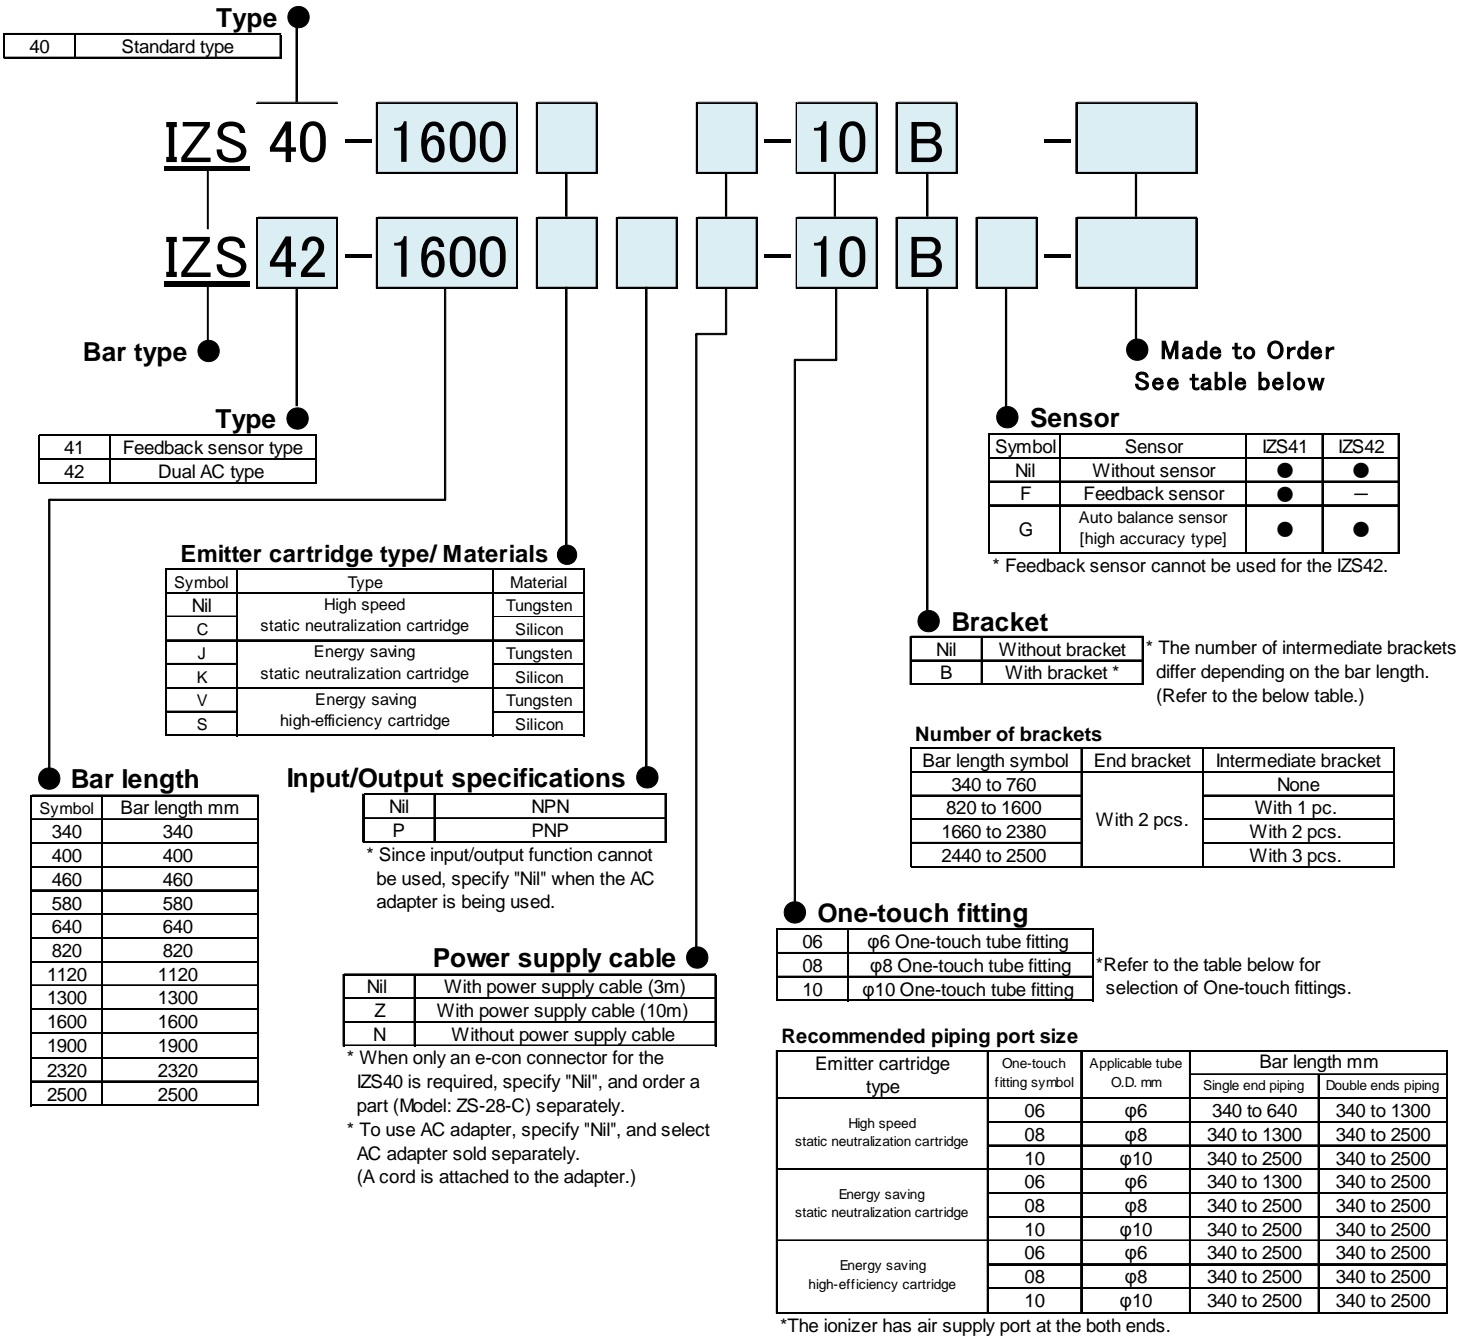 Type
40 Standard type
IZS 40 - 1600 - 10 B -
IZS 42 - 1600 - 10 B -
Bar type
Made to Order
See table below
Type
41 Feedback sensor type
42 Dual AC type
Sensor
Symbol Sensor IZS41 IZS42
Nil Without sensor ● ●
F Feedback sensor ● –
G Auto balance sensor [high accuracy type] ● ●
* Feedback sensor cannot be used for the IZS42.
Emitter cartridge type/ Materials
Symbol Type Material
Nil High speed Tungsten
C static neutralization cartridge Silicon
J Energy saving Tungsten
K static neutralization cartridge Silicon
V Energy saving Tungsten
S high-efficiency cartridge Silicon
Bracket
Nil Without bracket
B With bracket *
* The number of intermediate brackets
differ depending on the bar length.
(Refer to the below table.)
Number of brackets
Bar length symbol End bracket Intermediate bracket
340 to 760 With 2 pcs. None
820 to 1600 With 1 pc.
1660 to 2380 With 2 pcs.
2440 to 2500 With 3 pcs.
Bar length
Symbol Bar length mm
340 340
400 400
460 460
580 580
640 640
820 820
1120 1120
1300 1300
1600 1600
1900 1900
2320 2320
2500 2500
Input/Output specifications
Nil NPN
P PNP
* Since input/output function cannot
be used, specify "Nil" when the AC
adapter is being used.
Power supply cable
Nil With power supply cable (3m)
Z With power supply cable (10m)
N Without power supply cable
* When only an e-con connector for the
IZS40 is required, specify "Nil", and order a
part (Model: ZS-28-C) separately.
* To use AC adapter, specify "Nil", and select
AC adapter sold separately.
(A cord is attached to the adapter.)
One-touch fitting
06 φ6 One-touch tube fitting
08 φ8 One-touch tube fitting
10 φ10 One-touch tube fitting
*Refer to the table below for
selection of One-touch fittings.
Recommended piping port size
Emitter cartridge type One-touch fitting symbol Applicable tube O.D. mm Bar length mm
Single end piping Double ends piping
High speed static neutralization cartridge 06 φ6 340 to 640 340 to 1300
08 φ8 340 to 1300 340 to 2500
10 φ10 340 to 2500 340 to 2500
Energy saving static neutralization cartridge 06 φ6 340 to 1300 340 to 2500
08 φ8 340 to 2500 340 to 2500
10 φ10 340 to 2500 340 to 2500
Energy saving high-efficiency cartridge 06 φ6 340 to 2500 340 to 2500
08 φ8 340 to 2500 340 to 2500
10 φ10 340 to 2500 340 to 2500
*The ionizer has air supply port at the both ends.